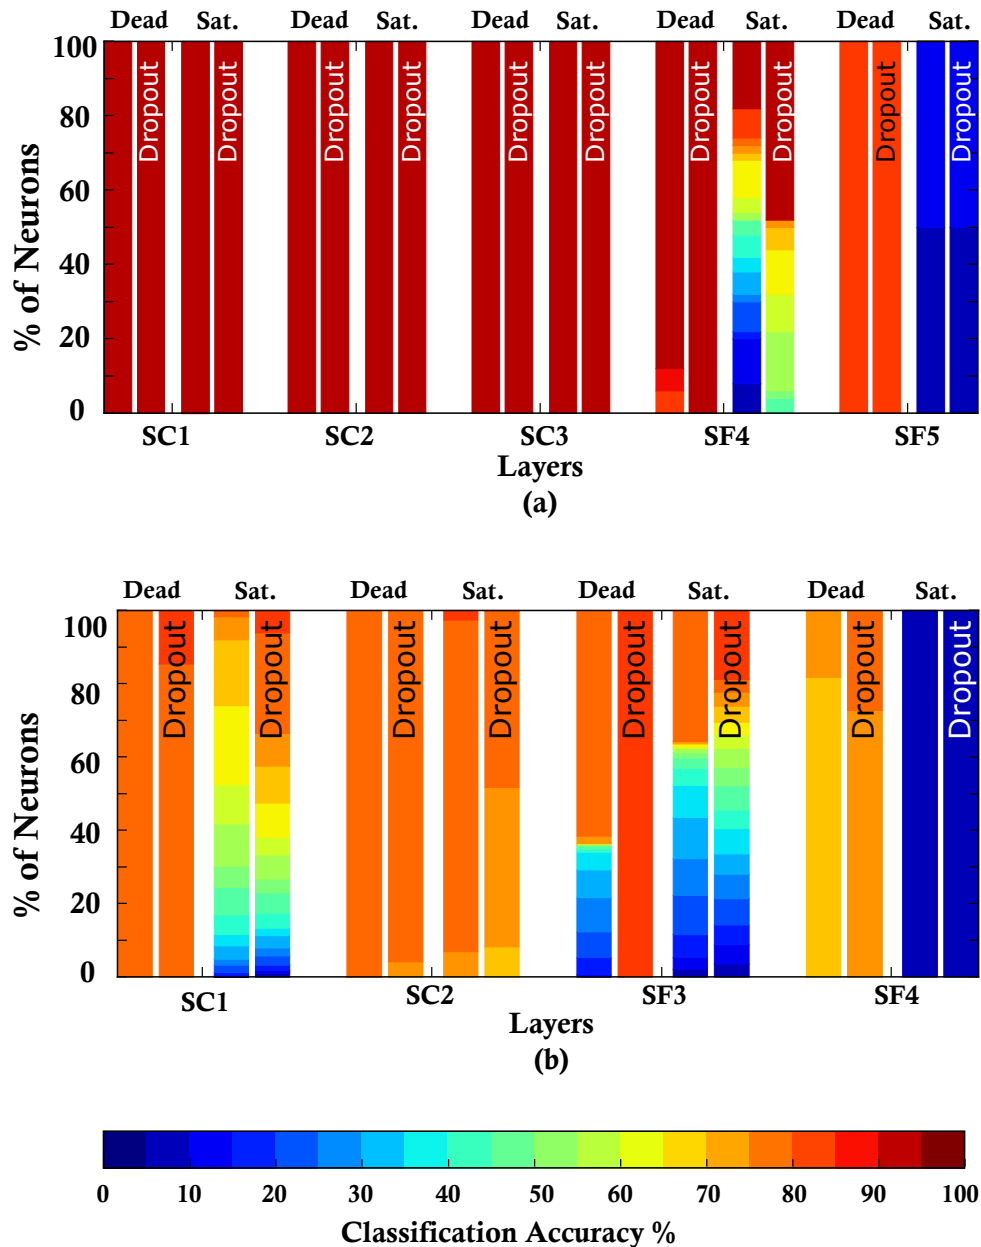 Dead Sat. Dead Sat. Dead Sat. Dead Sat. Dead Sat.
100
80
60
40
20
0
% of Neurons
Dropout Dropout Dropout Dropout Dropout Dropout Dropout Dropout Dropout Dropout
SC1 SC2 SC3 SF4 SF5
Layers
(a)
Dead Sat. Dead Sat. Dead Sat. Dead Sat.
100
80
60
40
20
0
% of Neurons
Dropout Dropout Dropout Dropout Dropout Dropout Dropout Dropout
SC1 SC2 SF3 SF4
Layers
(b)
0 10 20 30 40 50 60 70 80 90 100
Classification Accuracy %